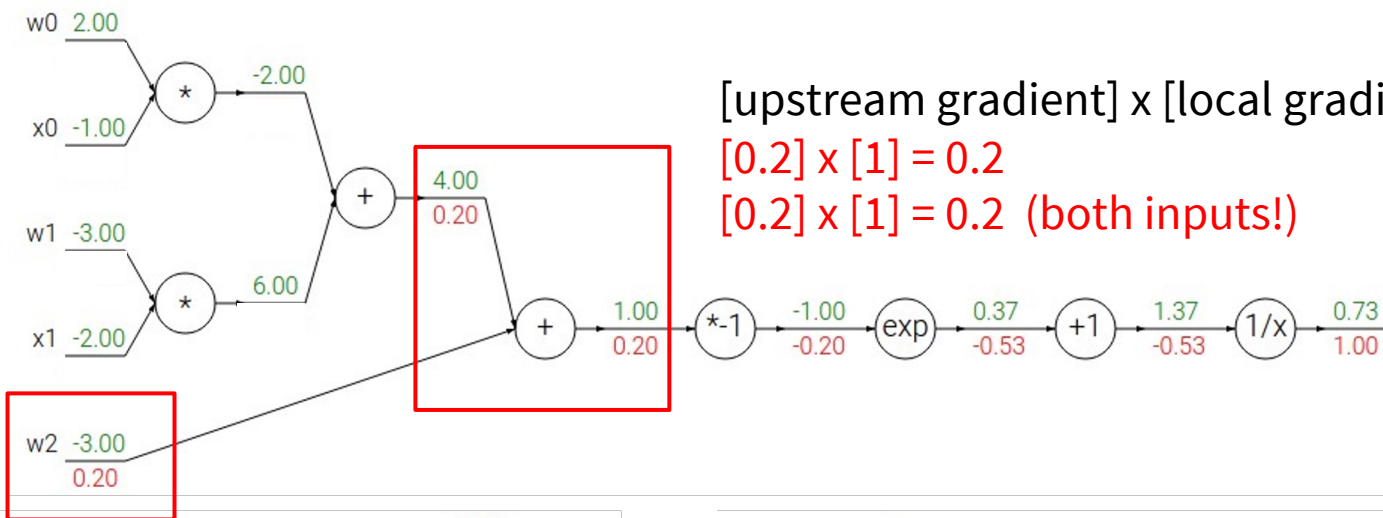 w0 2.00
-2.00
*
x0 -1.00
[upstream gradient] x [local gradi
[0.2] x [1] = 0.2
[0.2] x [1] = 0.2 (both inputs!)
4.00
+
0.20
w1 -3.00
6.00
*
x1 -2.00
1.00 -1.00 0.37 1.37 0.73
+ *-1 exp +1 1/x
0.20 -0.20 -0.53 -0.53 1.00
w2 -3.00
0.20